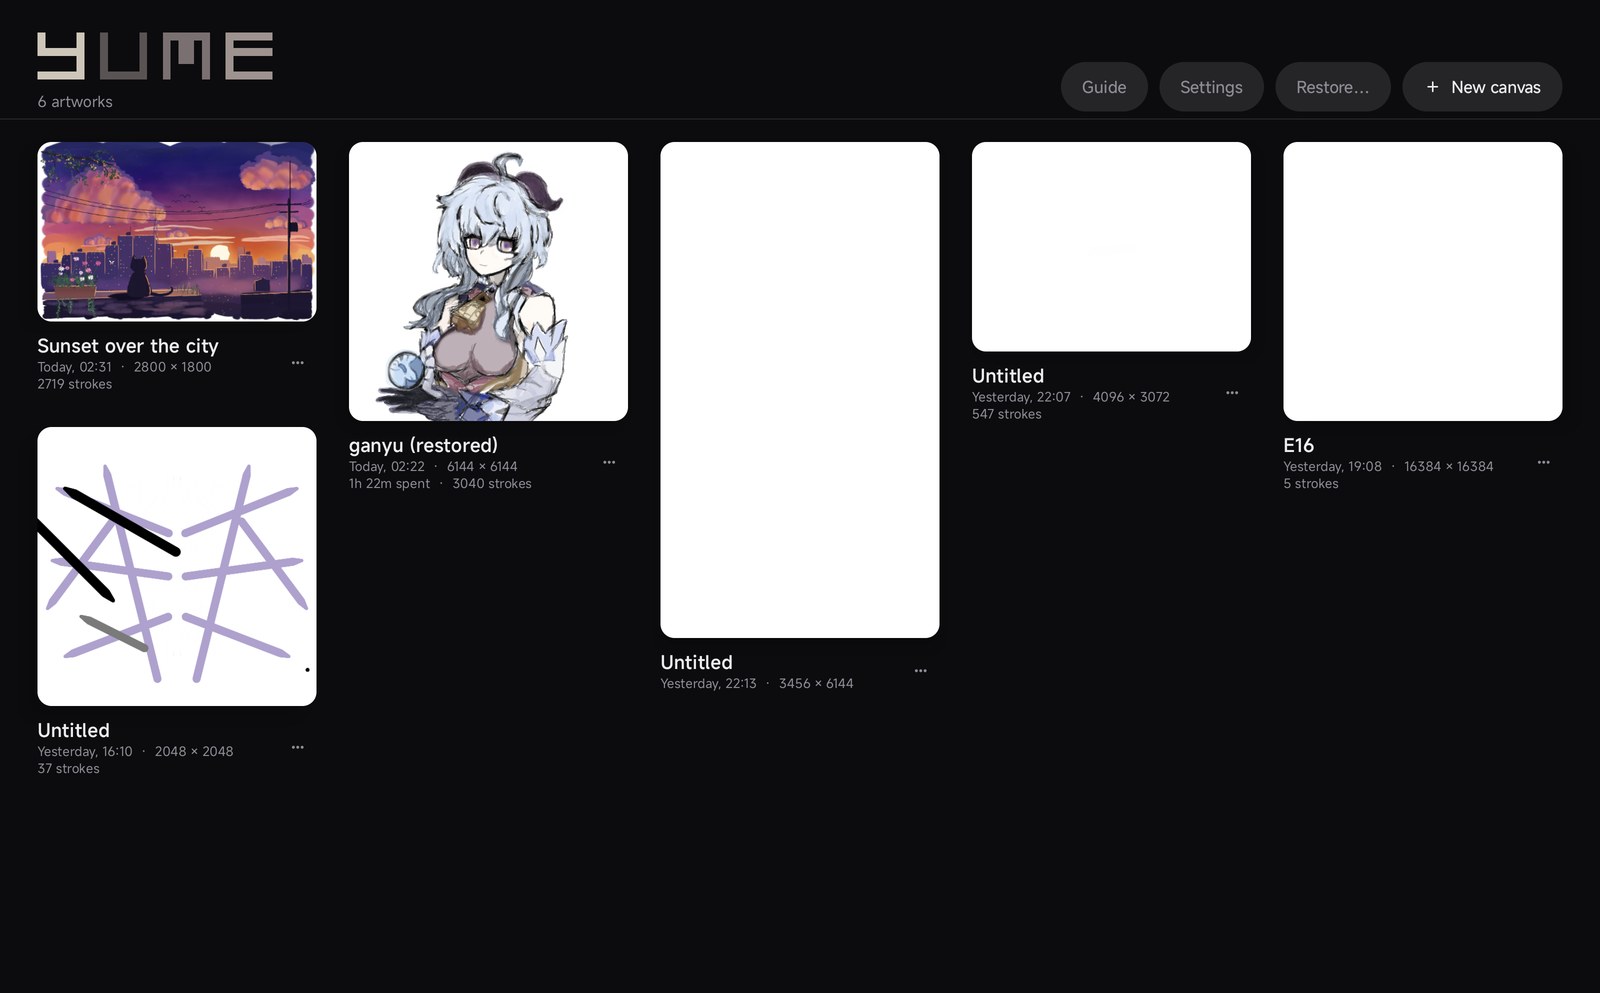 YUME
6 artworks
Guide
Settings
Restore...
+ New canvas
Sunset over the city
Today, 02:31 · 2800 × 1800
2719 strokes
ganyu (restored)
Today, 02:22 · 6144 × 6144
1h 22m spent · 3040 strokes
Untitled
Yesterday, 22:13 · 3456 × 6144
Untitled
Yesterday, 22:07 · 4096 × 3072
547 strokes
E16
Yesterday, 19:08 · 16384 × 16384
5 strokes
Untitled
Yesterday, 16:10 · 2048 × 2048
37 strokes